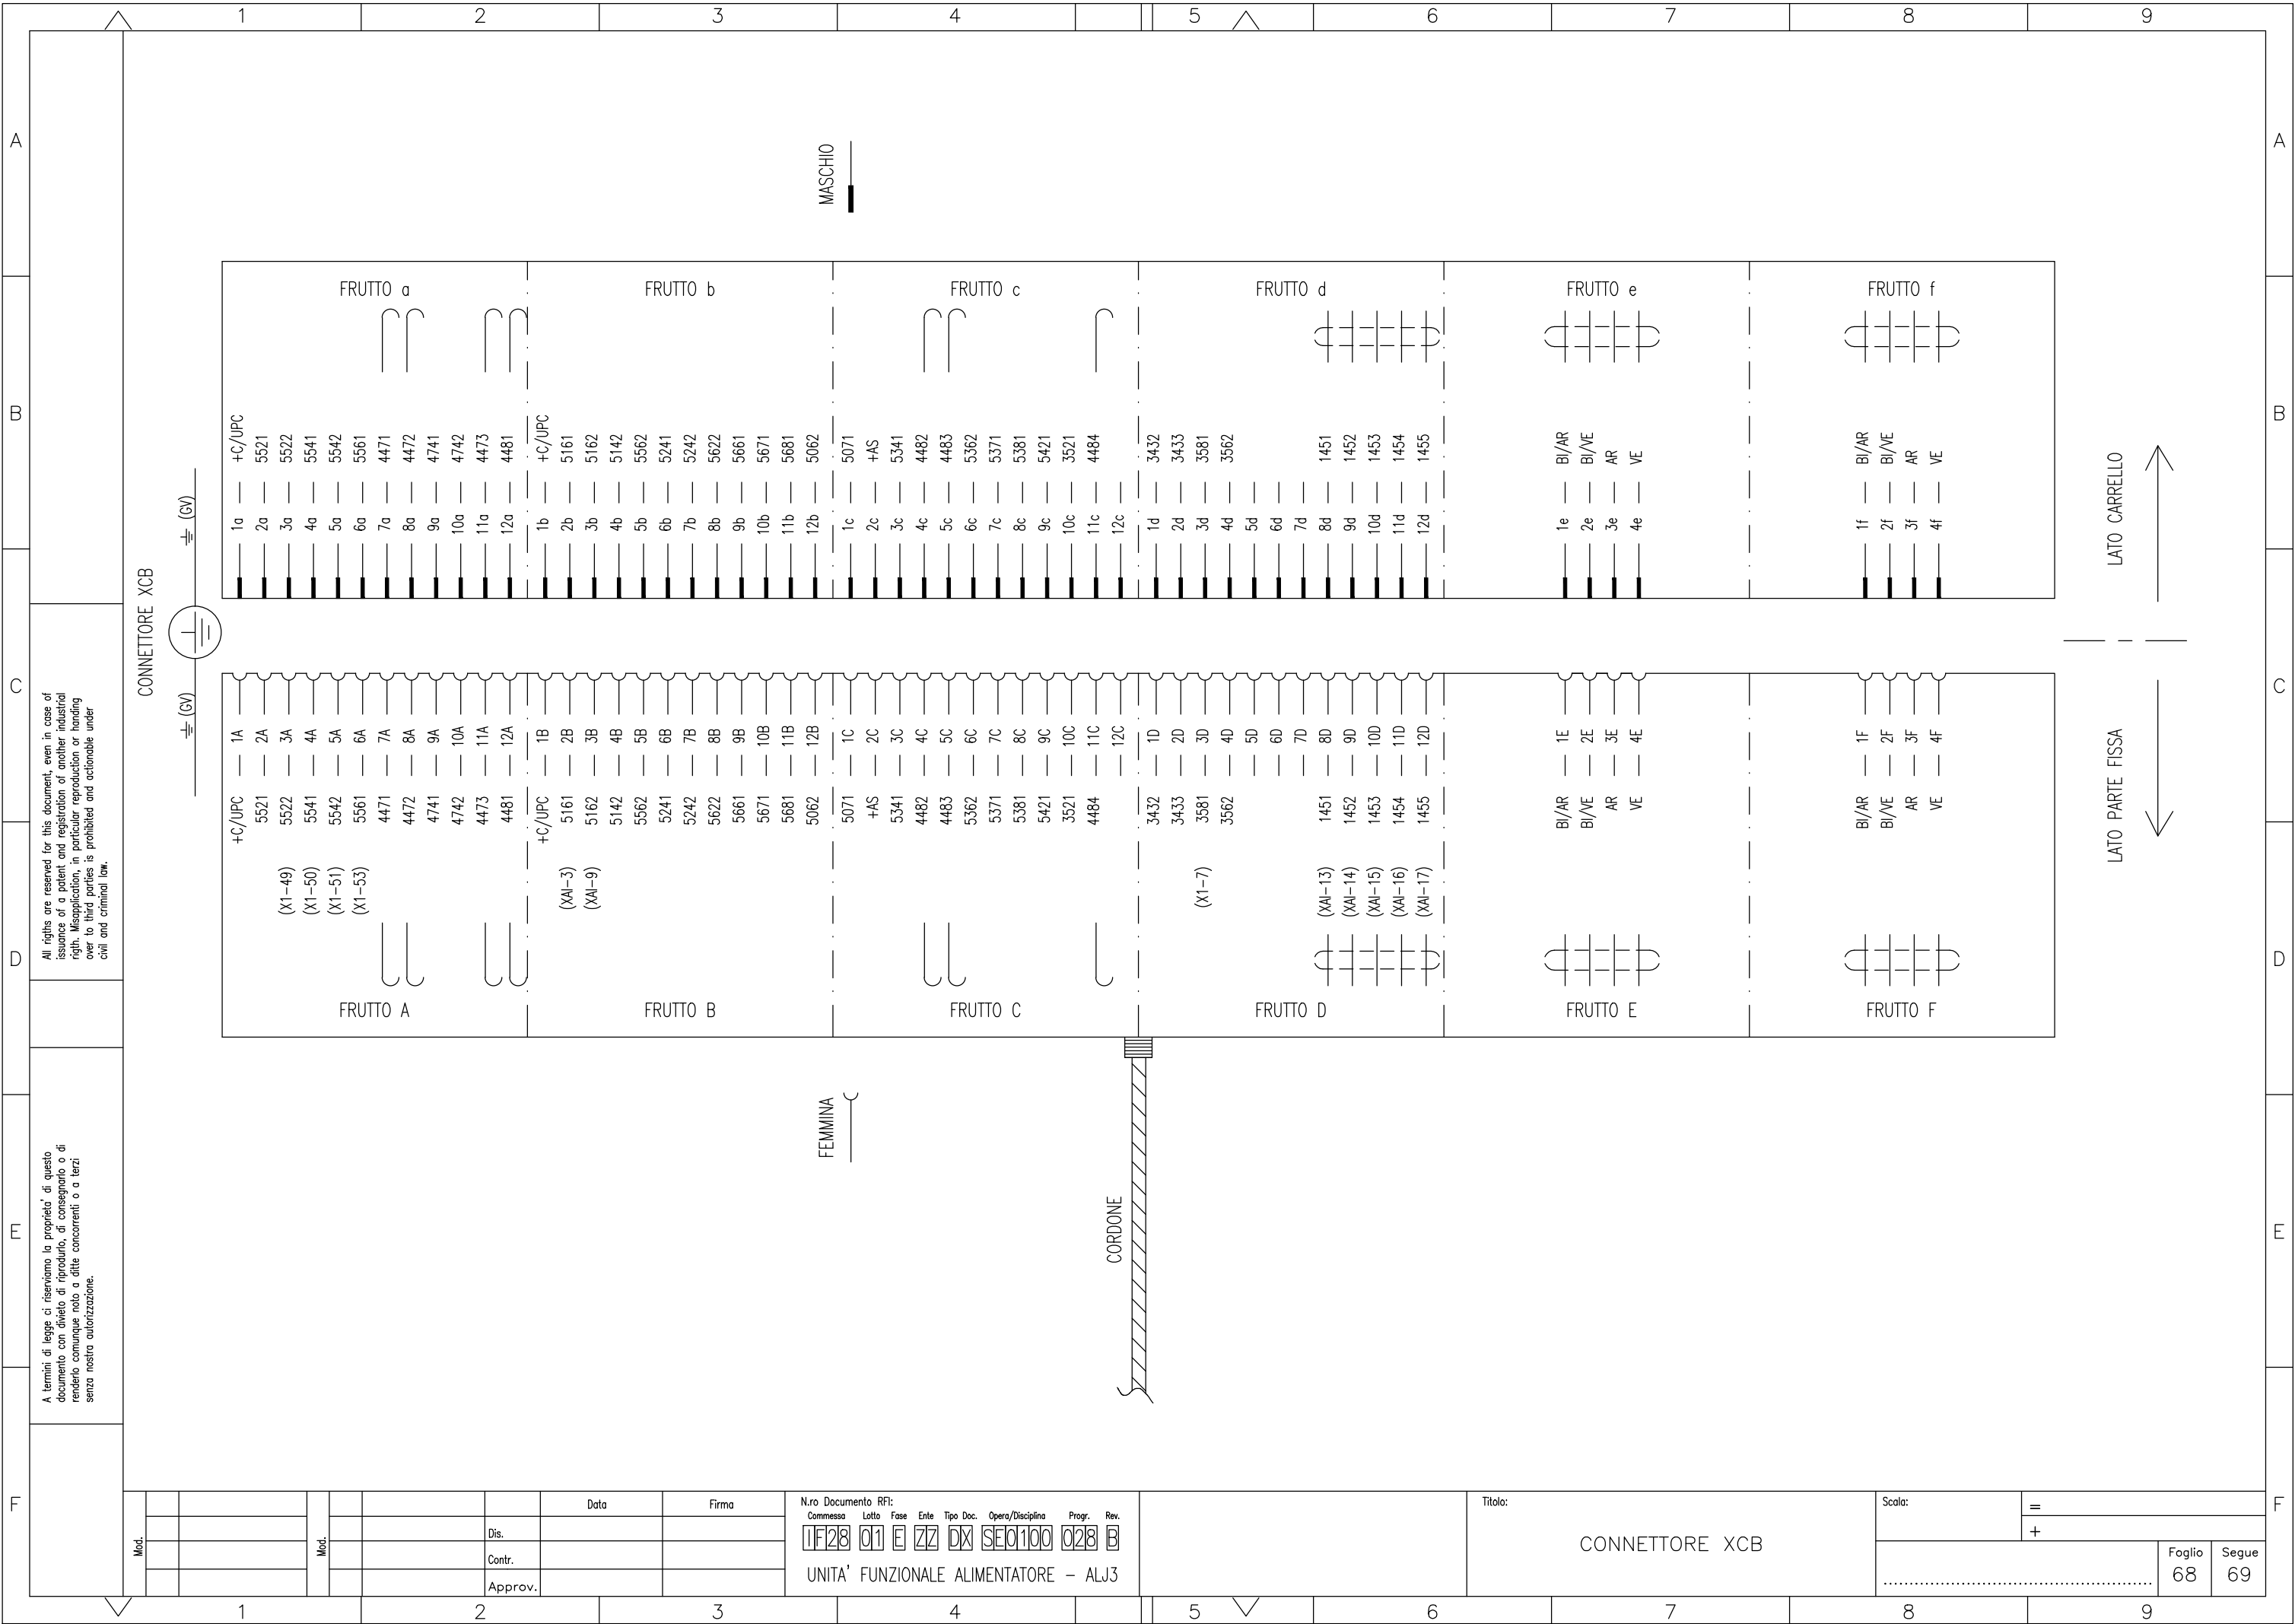 1 2 3 4 5 6 7 8 9
A
B
C
D
E
F
MASCHIO
FRUTTO a
FRUTTO b
FRUTTO c
FRUTTO d
FRUTTO e
FRUTTO f
+C/UPC 5521 5522 5541 5542 5561 4471 4472 4741 4742 4473 4481
1a 2a 3a 4a 5a 6a 7a 8a 9a 10a 11a 12a
+C/UPC 5161 5162 5142 5562 5241 5242 5622 5661 5671 5681 5062
1b 2b 3b 4b 5b 6b 7b 8b 9b 10b 11b 12b
5071 +AS 5341 4482 4483 5362 5371 5381 5421 3521 4484
1c 2c 3c 4c 5c 6c 7c 8c 9c 10c 11c 12c
3432 3433 3581 3562 1451 1452 1453 1454 1455
1d 2d 3d 4d 5d 6d 7d 8d 9d 10d 11d 12d
BI/AR BI/VE AR VE
1e 2e 3e 4e
BI/AR BI/VE AR VE
1f 2f 3f 4f
(GV)
CONNETTORE XCB
(GV)
LATO CARRELLO
LATO PARTE FISSA
1A 2A 3A 4A 5A 6A 7A 8A 9A 10A 11A 12A
+C/UPC 5521 5522 5541 5542 5561 4471 4472 4741 4742 4473 4481
(X1-49) (X1-50) (X1-51) (X1-53)
1B 2B 3B 4B 5B 6B 7B 8B 9B 10B 11B 12B
+C/UPC 5161 5162 5142 5562 5241 5242 5622 5661 5671 5681 5062
(XAI-3) (XAI-9)
1C 2C 3C 4C 5C 6C 7C 8C 9C 10C 11C 12C
5071 +AS 5341 4482 4483 5362 5371 5381 5421 3521 4484
1D 2D 3D 4D 5D 6D 7D 8D 9D 10D 11D 12D
3432 3433 3581 3562 1451 1452 1453 1454 1455
(X1-7) (XAI-13) (XAI-14) (XAI-15) (XAI-16) (XAI-17)
1E 2E 3E 4E
BI/AR BI/VE AR VE
1F 2F 3F 4F
BI/AR BI/VE AR VE
FRUTTO A
FRUTTO B
FRUTTO C
FRUTTO D
FRUTTO E
FRUTTO F
FEMMINA
CORDONE
All rigths are reserved for this document, even in case of
issuance of a patent and registration of another industrial
rigth. Misapplication, in particular reproduction or handing
over to third parties is prohibited and actionable under
civil and criminal law.
A termini di legge ci riserviamo la proprieta' di questo
documento con divieto di riprodurlo, di consegnarlo o di
renderlo comunque noto a ditte concorrenti o a terzi
senza nostra autorizzazione.
Mod.
Mod.
Data
Firma
Dis.
Contr.
Approv.
N.ro Documento RFI:
Commessa Lotto Fase Ente Tipo Doc. Opera/Disciplina Progr. Rev.
IF28 01 E ZZ DX SE0100 028 B
UNITA' FUNZIONALE ALIMENTATORE - ALJ3
Titolo:
CONNETTORE XCB
Scala:
=
+
Foglio
68
Segue
69
A
B
C
D
E
F
1 2 3 4 5 6 7 8 9